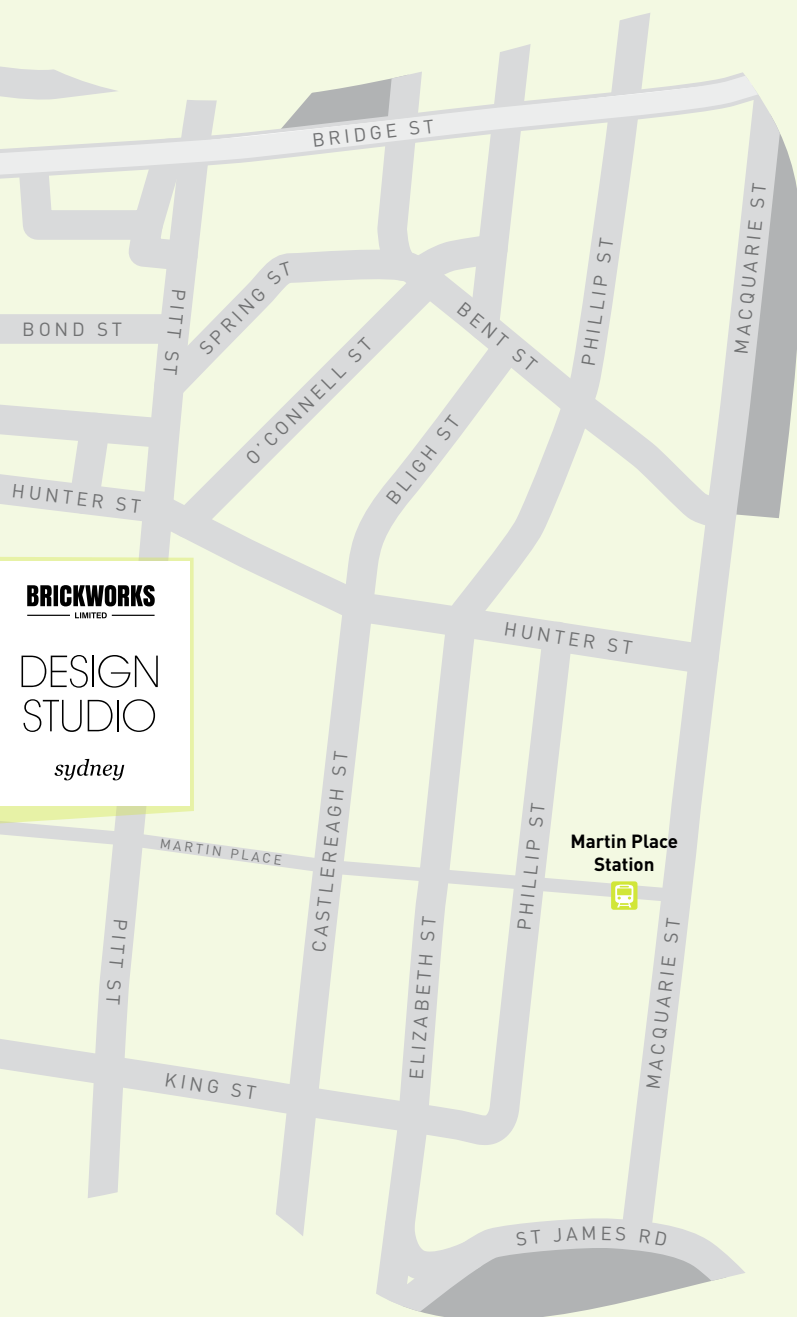 BRIDGE ST
MACQUARIE ST
PHILLIP ST
SPRING ST
PITT ST
BENT ST
BOND ST
O'CONNELL ST
BLIGH ST
HUNTER ST
BRICKWORKS
LIMITED
DESIGN
STUDIO
sydney
HUNTER ST
CASTLEREAGH ST
PHILLIP ST
Martin Place
Station
MARTIN PLACE
PITT ST
ELIZABETH ST
MACQUARIE ST
KING ST
ST JAMES RD